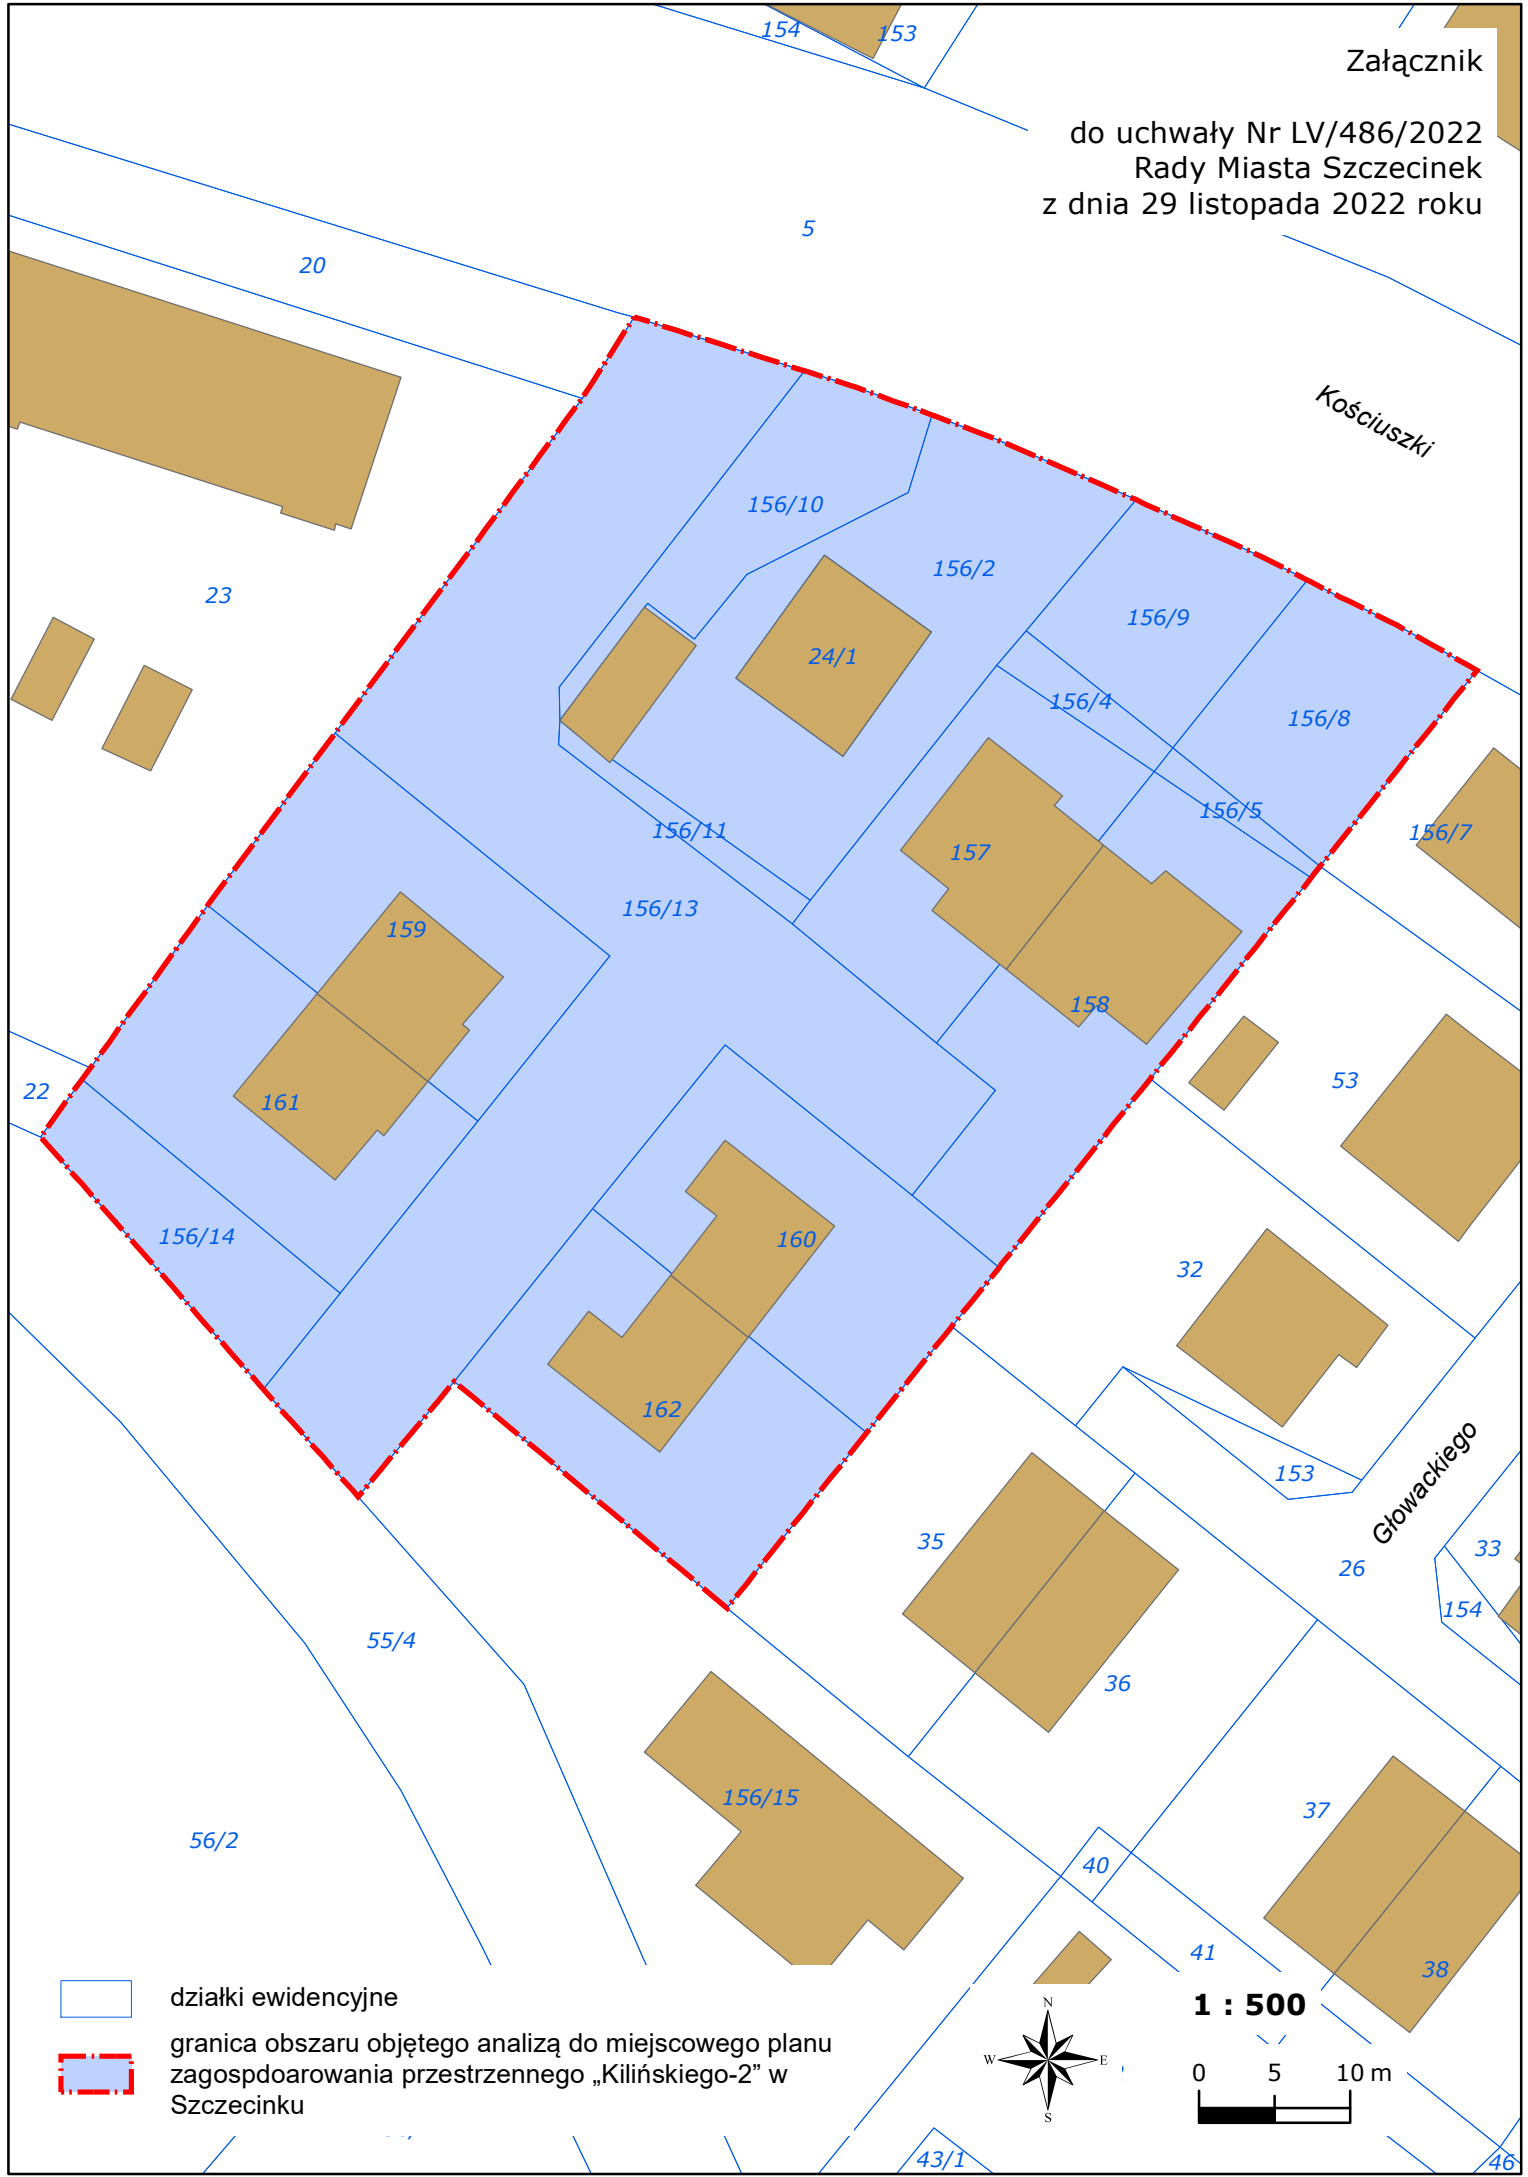 154
153
Załącznik
do uchwały Nr LV/486/2022
Rady Miasta Szczecinek
z dnia 29 listopada 2022 roku
5
20
Kościuszki
156/10
156/2
23
156/9
24/1
156/4
156/8
156/5
156/11
156/7
157
156/13
159
158
53
22
161
156/14
160
32
162
153
Głowackiego
35
33
26
154
55/4
36
156/15
37
56/2
40
41
38
działki ewidencyjne
granica obszaru objętego analizą do miejscowego planu
zagospdoarowania przestrzennego „Kilińskiego-2” w
Szczecinku
N
W
E
S
1 : 500
0 5 10 m
43/1
46